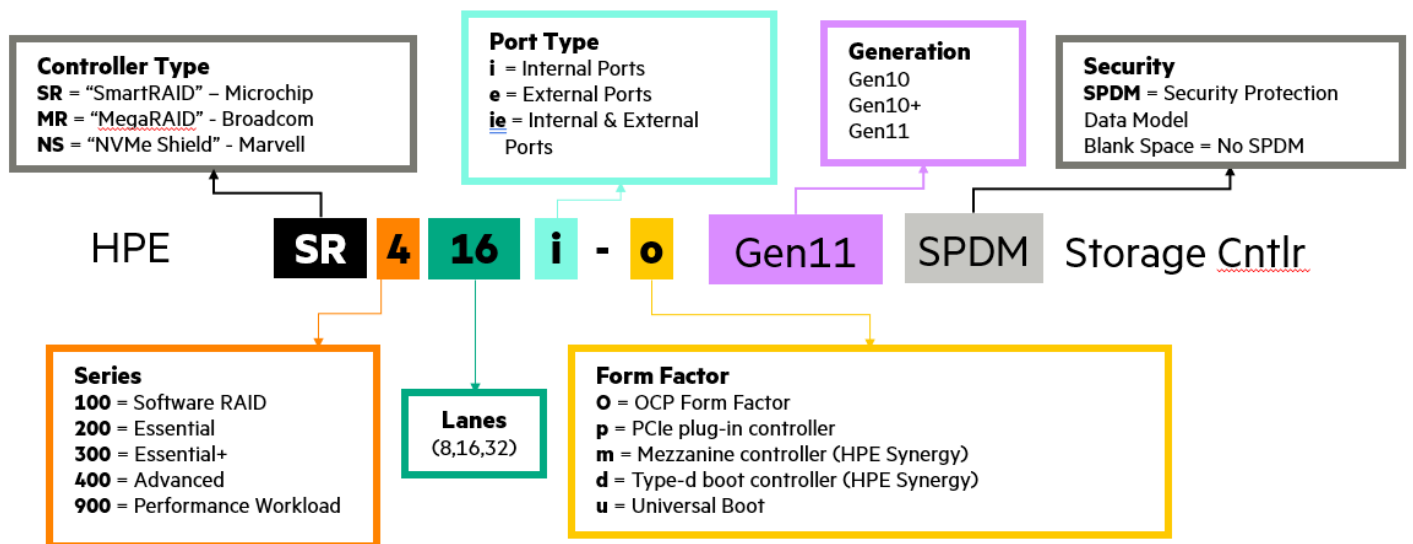 Controller Type
SR = “SmartRAID” – Microchip
MR = “MegaRAID” - Broadcom
NS = “NVMe Shield” - Marvell
Port Type
i = Internal Ports
e = External Ports
ie = Internal & External
Ports
Generation
Gen10
Gen10+
Gen11
Security
SPDM = Security Protection
Data Model
Blank Space = No SPDM
HPE SR 4 16 i - o Gen11 SPDM Storage Cntlr
Series
100 = Software RAID
200 = Essential
300 = Essential+
400 = Advanced
900 = Performance Workload
Lanes
(8,16,32)
Form Factor
O = OCP Form Factor
p = PCIe plug-in controller
m = Mezzanine controller (HPE Synergy)
d = Type-d boot controller (HPE Synergy)
u = Universal Boot